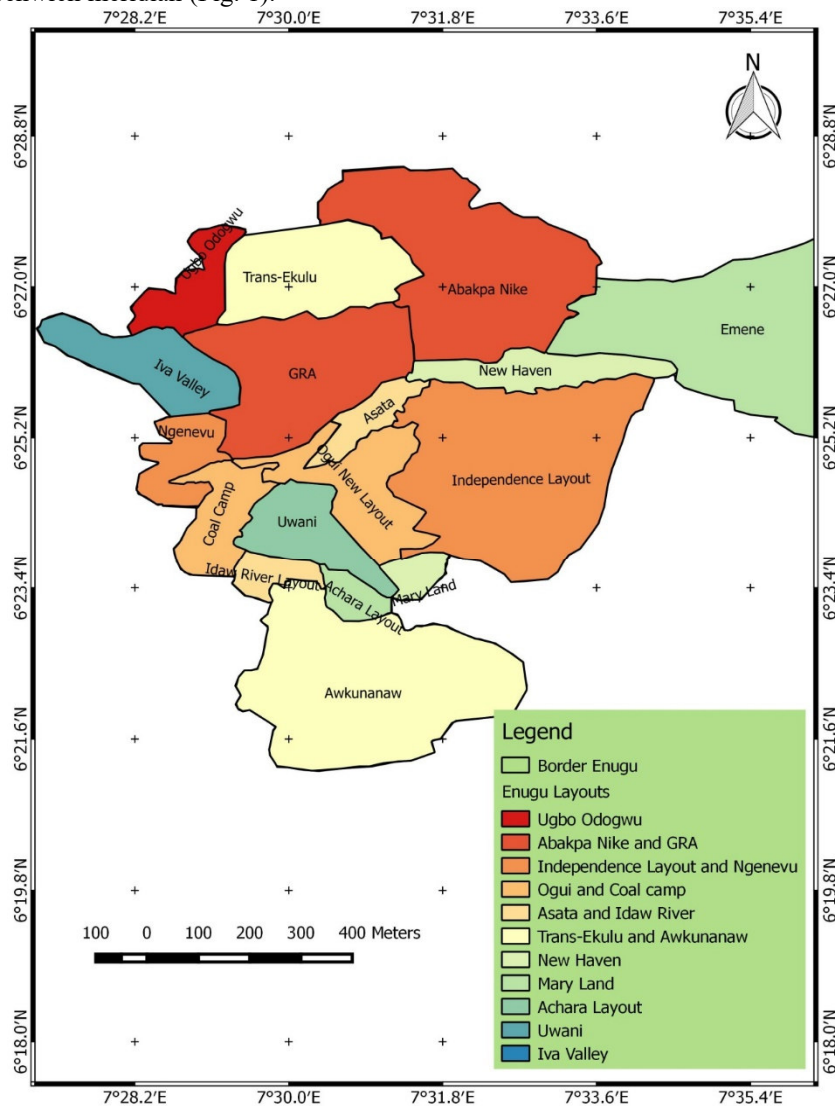 7°28.2′E 7°30.0′E 7°31.8′E 7°33.6′E 7°35.4′E
N
6°28.8′N 6°28.8′N
Ugbo Odogwu
Trans-Ekulu
6°27.0′N 6°27.0′N
Abakpa Nike
Emene
Iva Valley
GRA
New Haven
Asata
6°25.2′N 6°25.2′N
Ngenevu
Ogui New Layout
Independence Layout
Coal Camp
Uwani
Idaw River Layout
6°23.4′N 6°23.4′N
Achara Layout
Mary Land
Awkunanaw
6°21.6′N 6°21.6′N
Legend
Border Enugu
Enugu Layouts
Ugbo Odogwu
Abakpa Nike and GRA
Independence Layout and Ngenevu
Ogui and Coal camp
6°19.8′N 6°19.8′N
Asata and Idaw River
Trans-Ekulu and Awkunanaw
New Haven
Mary Land
Achara Layout
Uwani
Iva Valley
100 0 100 200 300 400 Meters
6°18.0′N 6°18.0′N
7°28.2′E 7°30.0′E 7°31.8′E 7°33.6′E 7°35.4′E